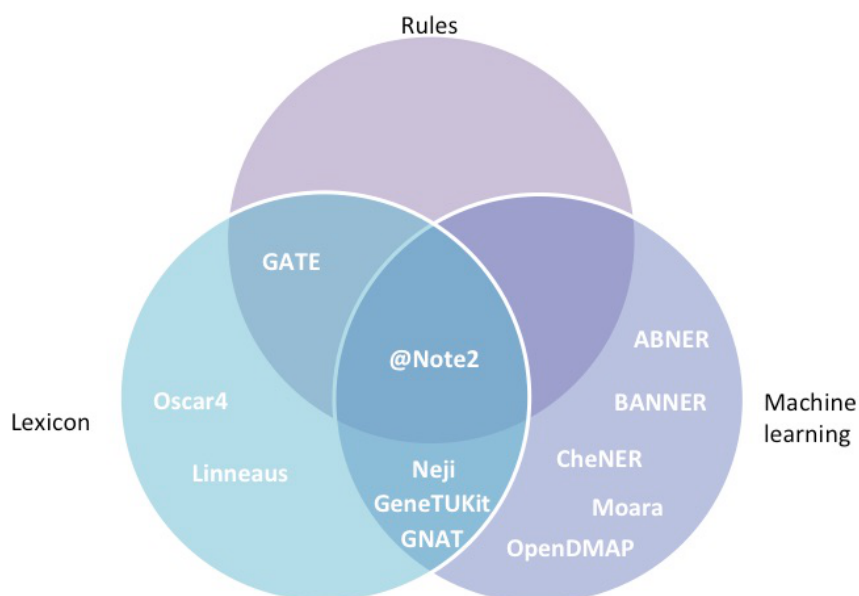 Rules
GATE
@Note2
ABNER
Oscar4
BANNER
Lexicon
Machine
learning
Linneaus
Neji
CheNER
GeneTUKit
Moara
GNAT
OpenDMAP